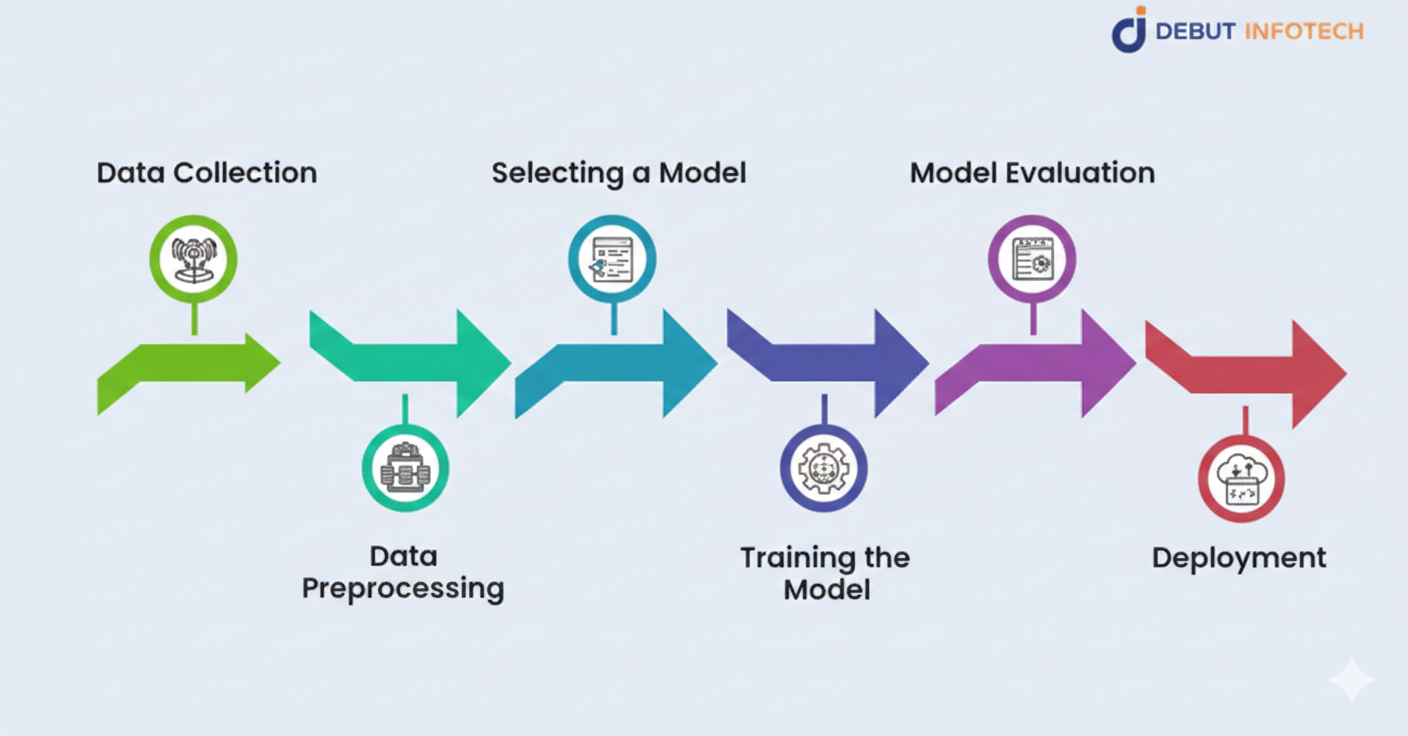 DEBUT INFOTECH
Data Collection
Selecting a Model
Model Evaluation
Data
Preprocessing
Training the
Model
Deployment